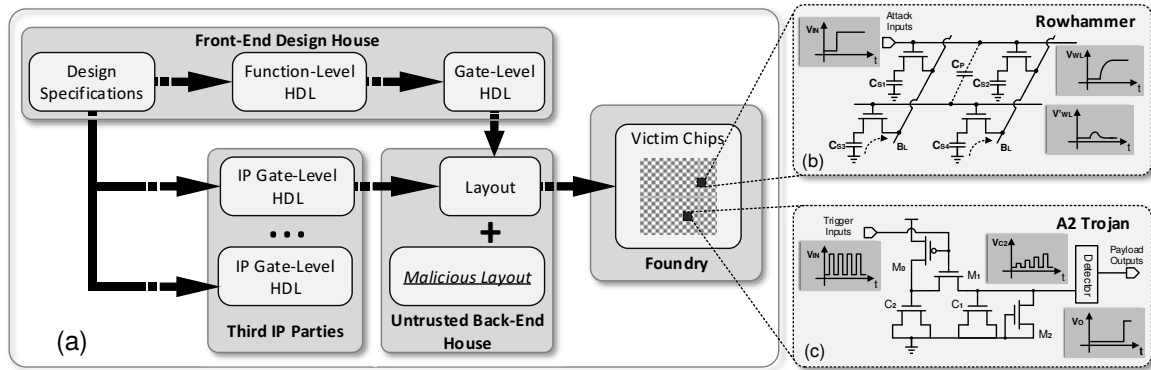 Front-End Design House
Design
Specifications
Function-Level
HDL
Gate-Level
HDL
IP Gate-Level
HDL
...
IP Gate-Level
HDL
Third IP Parties
Layout
+
Malicious Layout
Untrusted Back-End
House
Victim Chips
Foundry
(a)
Rowhammer
Attack
Inputs
VIN
t
CP
CS1
CS2
VWL
t
CS3
BL
CS4
BL
V'WL
t
(b)
A2 Trojan
Trigger
Inputs
VIN
t
M0
M1
VC2
t
Payload
Outputs
Detector
C2
C1
M2
VO
t
(c)